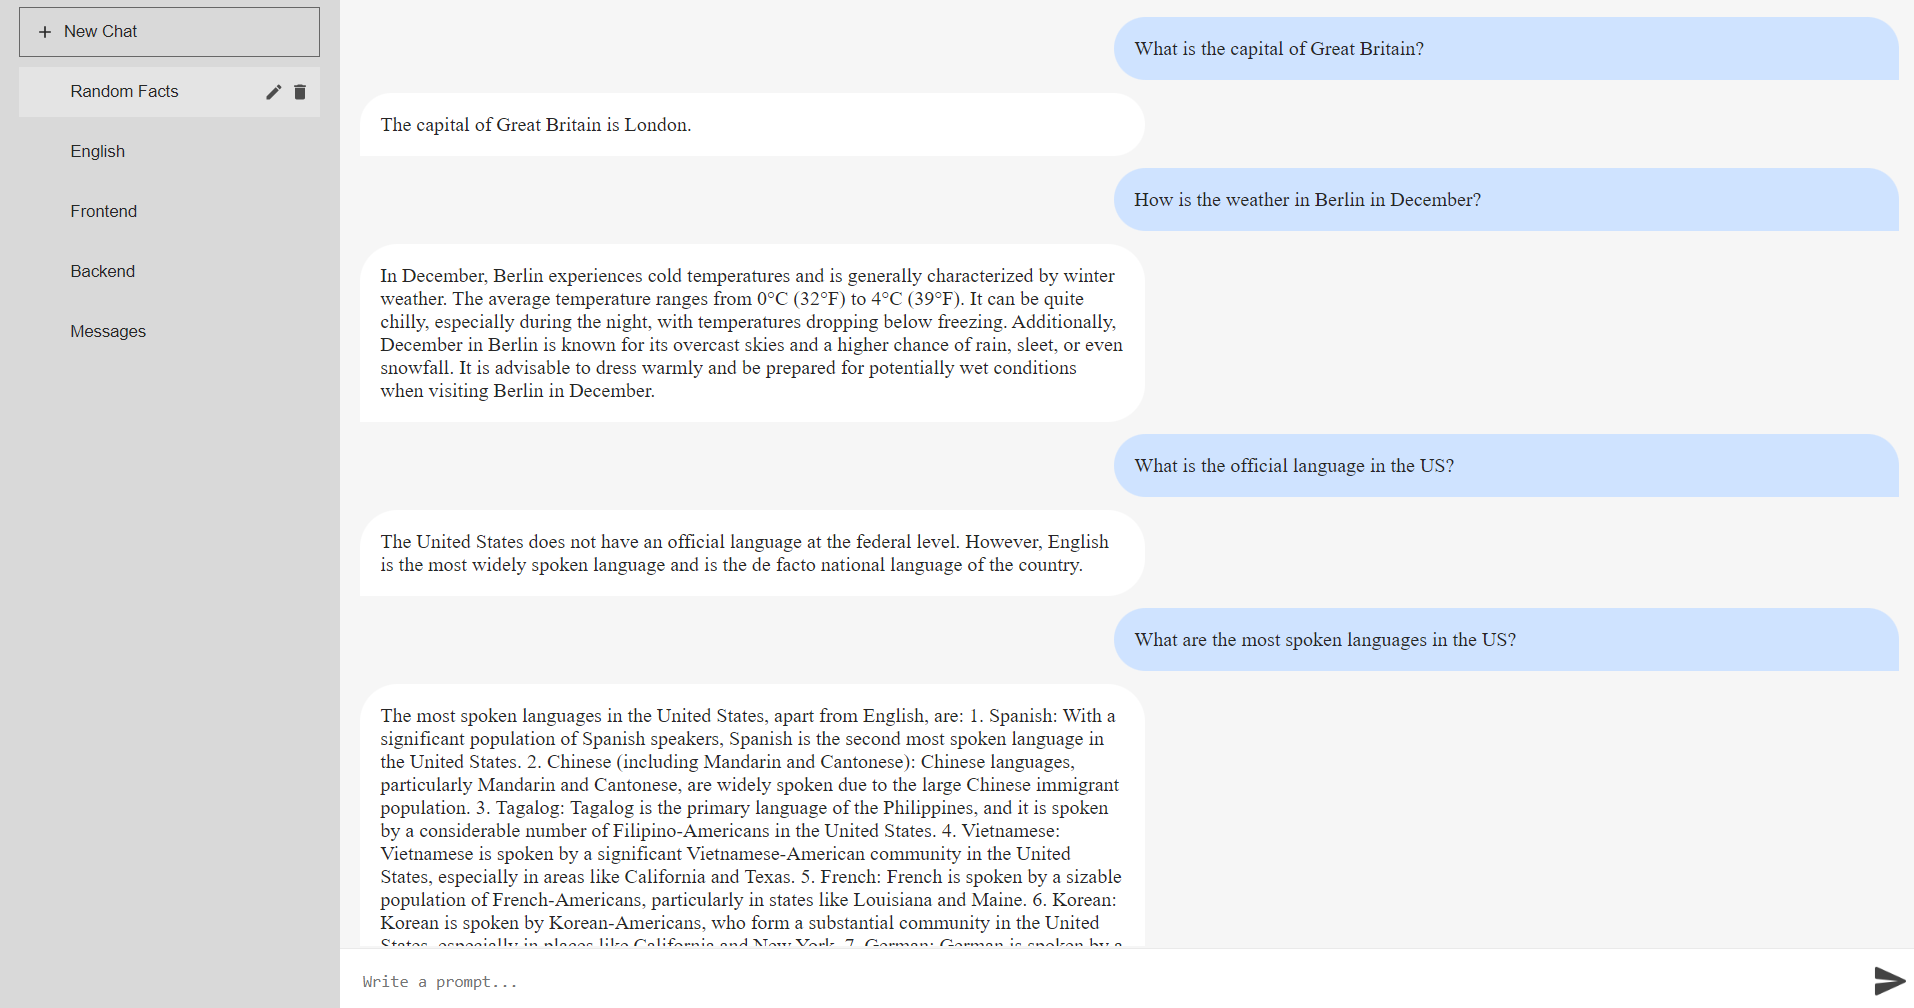 + New Chat
Random Facts
English
Frontend
Backend
Messages
What is the capital of Great Britain?
The capital of Great Britain is London.
How is the weather in Berlin in December?
In December, Berlin experiences cold temperatures and is generally characterized by winter
weather. The average temperature ranges from 0°C (32°F) to 4°C (39°F). It can be quite
chilly, especially during the night, with temperatures dropping below freezing. Additionally,
December in Berlin is known for its overcast skies and a higher chance of rain, sleet, or even
snowfall. It is advisable to dress warmly and be prepared for potentially wet conditions
when visiting Berlin in December.
What is the official language in the US?
The United States does not have an official language at the federal level. However, English
is the most widely spoken language and is the de facto national language of the country.
What are the most spoken languages in the US?
The most spoken languages in the United States, apart from English, are: 1. Spanish: With a
significant population of Spanish speakers, Spanish is the second most spoken language in
the United States. 2. Chinese (including Mandarin and Cantonese): Chinese languages,
particularly Mandarin and Cantonese, are widely spoken due to the large Chinese immigrant
population. 3. Tagalog: Tagalog is the primary language of the Philippines, and it is spoken
by a considerable number of Filipino-Americans in the United States. 4. Vietnamese:
Vietnamese is spoken by a significant Vietnamese-American community in the United
States, especially in areas like California and Texas. 5. French: French is spoken by a sizable
population of French-Americans, particularly in states like Louisiana and Maine. 6. Korean:
Korean is spoken by Korean-Americans, who form a substantial community in the United
States, especially in places like California and New York. 7. German: German is spoken by a
Write a prompt...